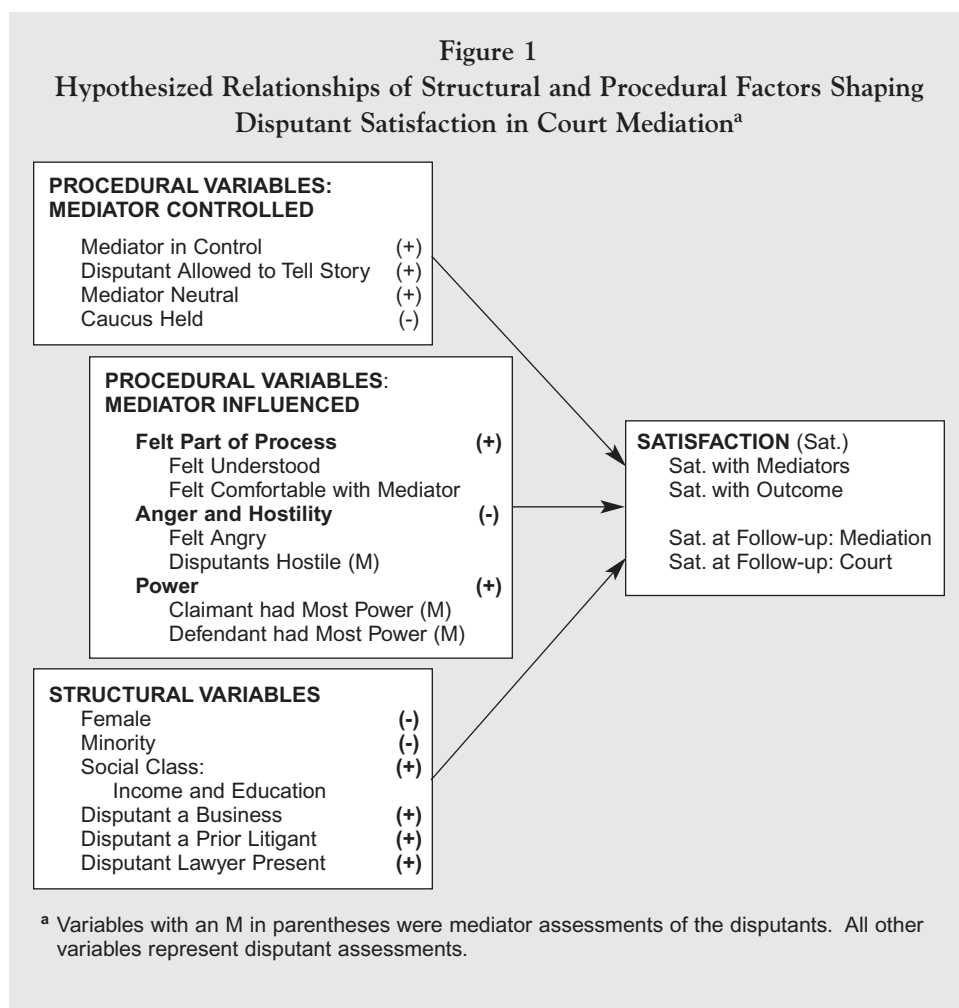 Figure 1
Hypothesized Relationships of Structural and Procedural Factors Shaping
Disputant Satisfaction in Court Mediationa
PROCEDURAL VARIABLES:
MEDIATOR CONTROLLED
Mediator in Control (+)
Disputant Allowed to Tell Story (+)
Mediator Neutral (+)
Caucus Held (-)
PROCEDURAL VARIABLES:
MEDIATOR INFLUENCED
Felt Part of Process (+)
Felt Understood
Felt Comfortable with Mediator
Anger and Hostility (-)
Felt Angry
Disputants Hostile (M)
Power (+)
Claimant had Most Power (M)
Defendant had Most Power (M)
STRUCTURAL VARIABLES
Female (-)
Minority (-)
Social Class: (+)
Income and Education
Disputant a Business (+)
Disputant a Prior Litigant (+)
Disputant Lawyer Present (+)
SATISFACTION (Sat.)
Sat. with Mediators
Sat. with Outcome
Sat. at Follow-up: Mediation
Sat. at Follow-up: Court
a Variables with an M in parentheses were mediator assessments of the disputants. All other
variables represent disputant assessments.